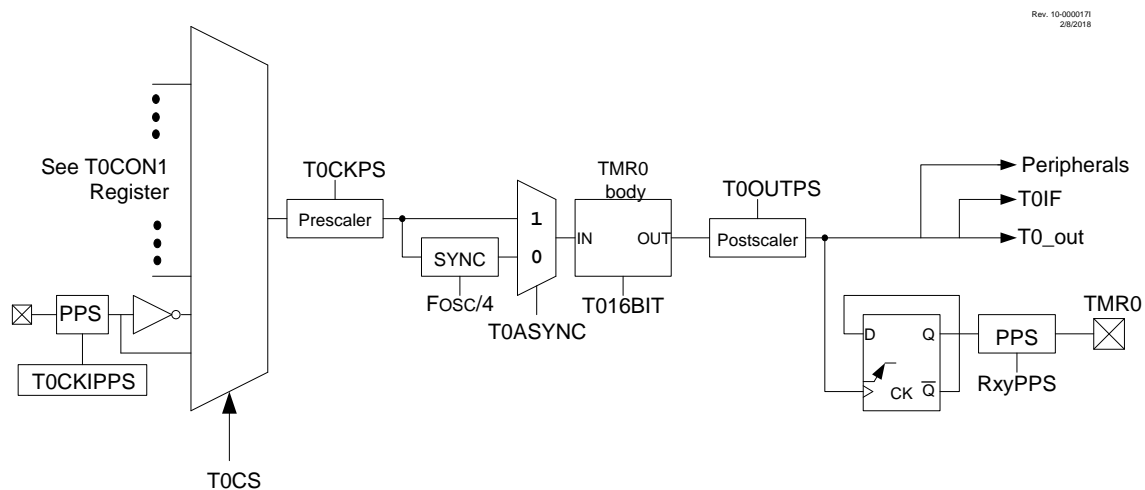 Rev. 10-000017I
2/8/2018
See T0CON1
Register
T0CKPS
Prescaler
SYNC
FOSC/4
1
0
T0ASYNC
TMR0
body
IN
OUT
T016BIT
T0OUTPS
Postscaler
Peripherals
T0IF
T0_out
PPS
T0CKIPPS
T0CS
D
Q
CK
Q
PPS
RxyPPS
TMR0